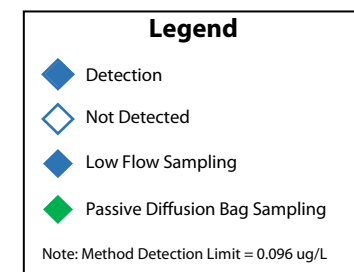 Legend
Detection
Not Detected
Low Flow Sampling
Passive Diffusion Bag Sampling
Note: Method Detection Limit = 0.096 ug/L